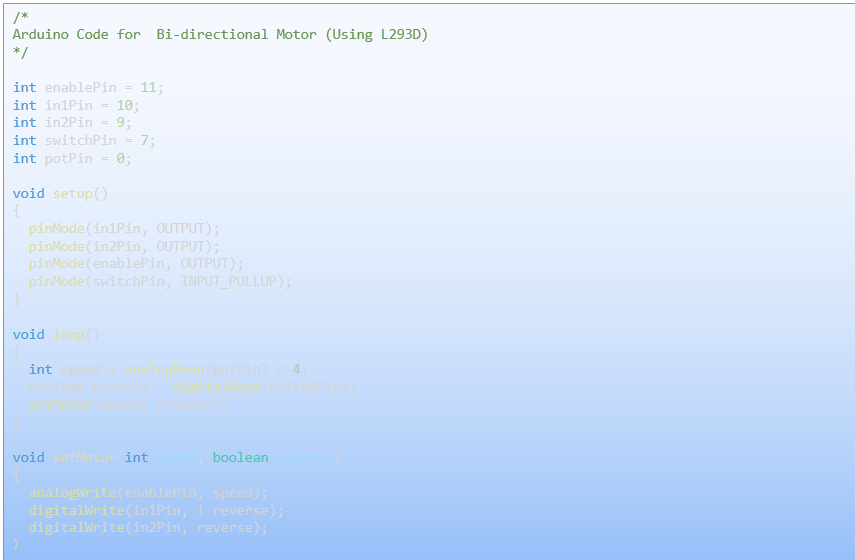 /*
Arduino Code for  Bi-directional Motor (Using L293D)
*/
int enablePin = 11;
int in1Pin = 10;
int in2Pin = 9;
int switchPin = 7;
int potPin = 0;
void setup()
{
  pinMode(in1Pin, OUTPUT);
  pinMode(in2Pin, OUTPUT);
  pinMode(enablePin, OUTPUT);
  pinMode(switchPin, INPUT_PULLUP);
}
void loop()
{
  int speed = analogRead(potPin) / 4;
  boolean reverse = digitalRead(switchPin);
  setMotor(speed, reverse);
}
void setMotor(int speed, boolean reverse)
{
  analogWrite(enablePin, speed);
  digitalWrite(in1Pin, ! reverse);
  digitalWrite(in2Pin, reverse);
}